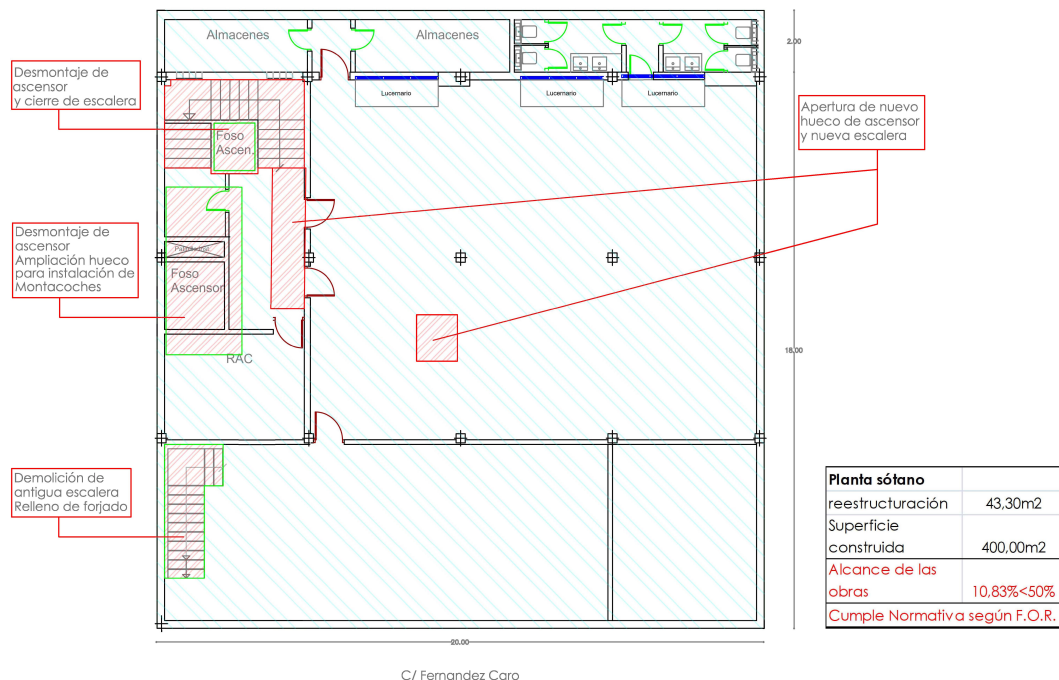 Almacenes
Almacenes
2.00
Desmontaje de
ascensor
y cierre de escalera
Lucernario
Lucernario
Lucernario
Apertura de nuevo
hueco de ascensor
y nueva escalera
Foso
Ascen.
Desmontaje de
ascensor
Ampliación hueco
para instalación de
Montacoches
Foso
Ascensor
RAC
18.00
Demolición de
antigua escalera
Relleno de forjado
Planta sótano
reestructuración 43,30m2
Superficie
construida 400,00m2
Alcance de las
obras 10,83%<50%
Cumple Normativa según F.O.R.
20.00
C/ Fernandez Caro